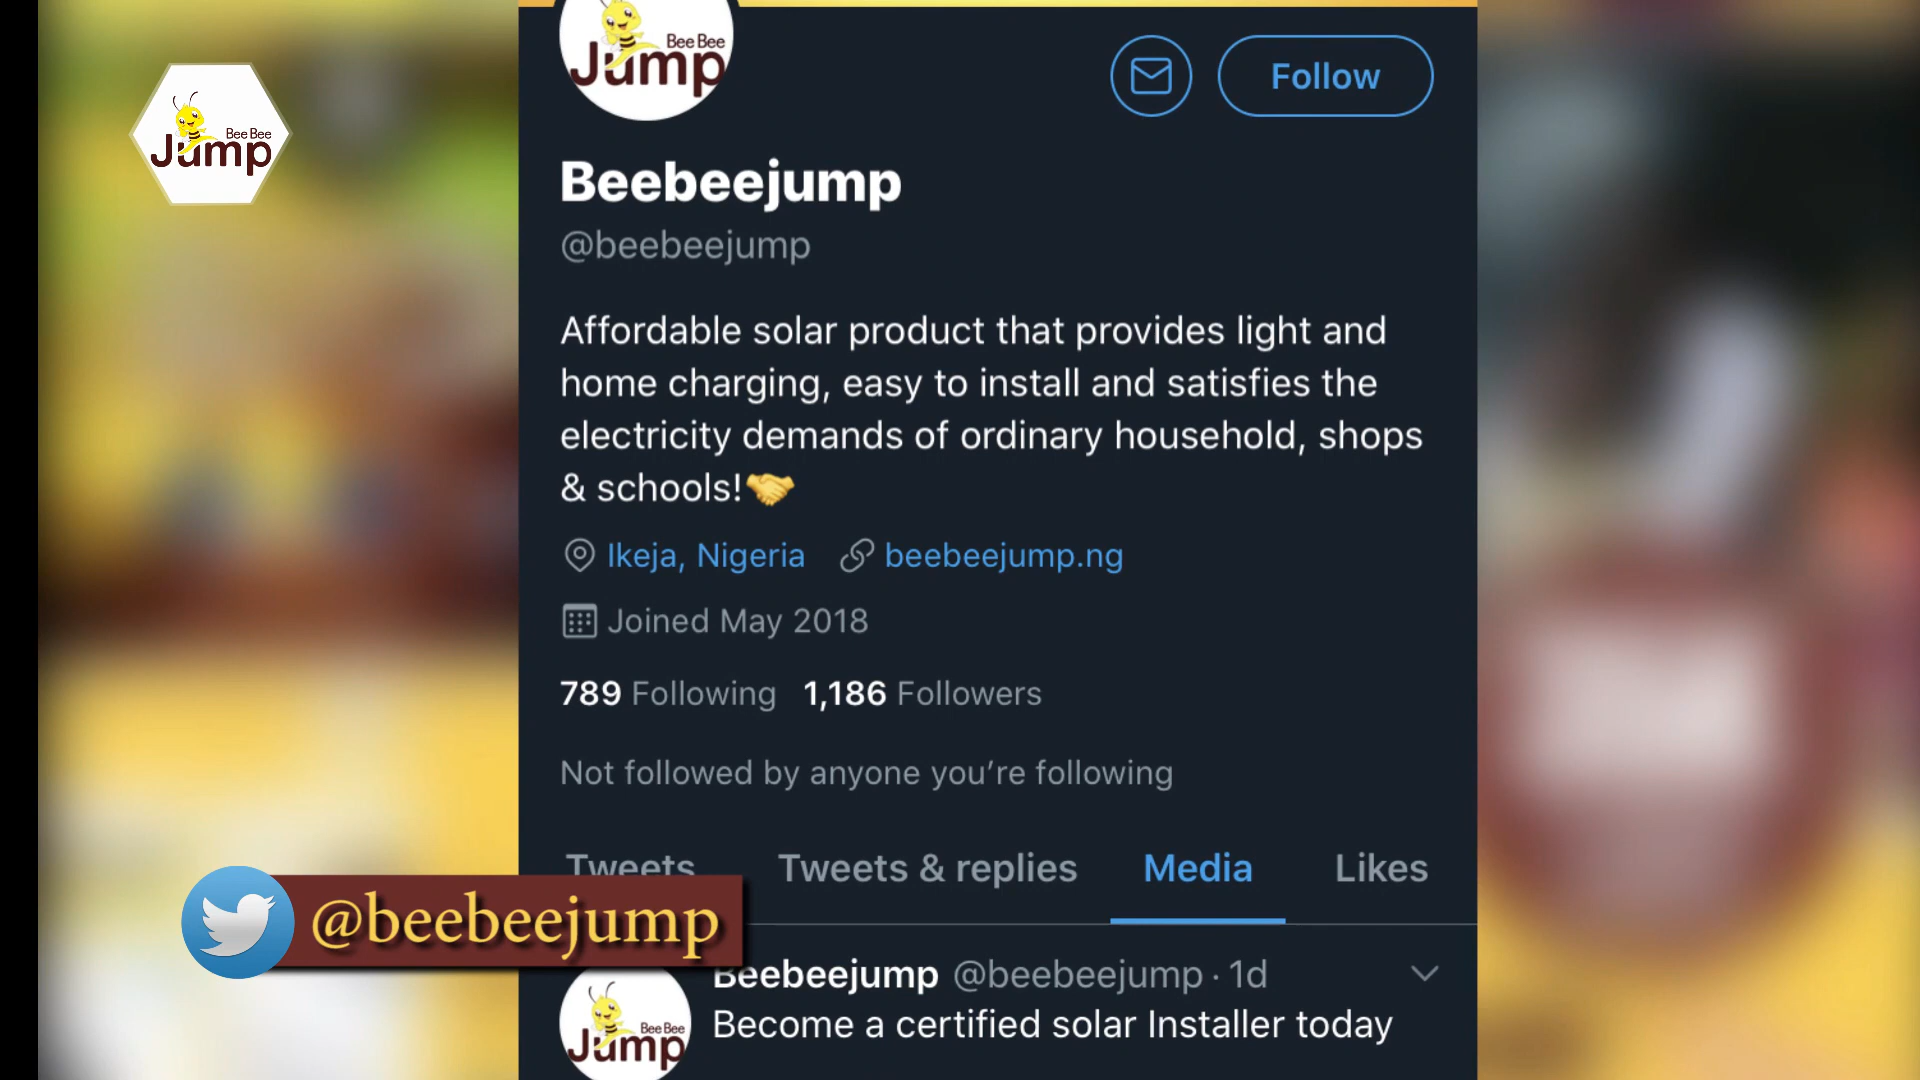 Bee Bee
Jump
Follow
Bee Bee
Jump
Beebeejump
@beebeejump
Affordable solar product that provides light and
home charging, easy to install and satisfies the
electricity demands of ordinary household, shops
& schools!🤝
Ikeja, Nigeria beebeejump.ng
Joined May 2018
789 Following 1,186 Followers
Not followed by anyone you’re following
Tweets Tweets & replies Media Likes
@beebeejump
Beebeejump @beebeejump · 1d
Become a certified solar Installer today
Bee Bee
Jump